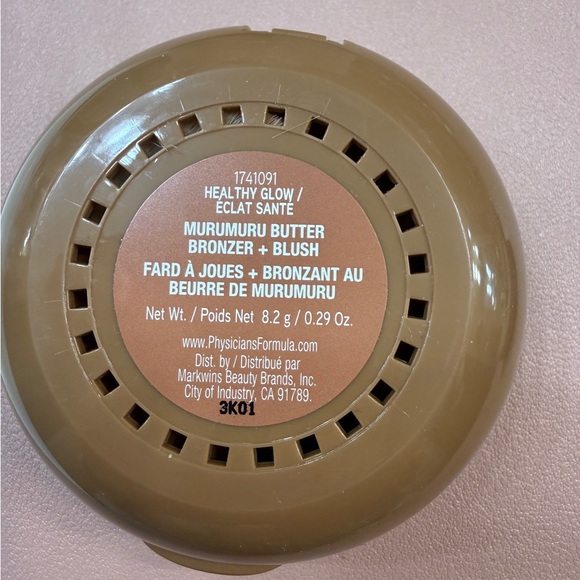 1741091
HEALTHY GLOW /
ÉCLAT SANTÉ
MURUMURU BUTTER
BRONZER + BLUSH
FARD À JOUES + BRONZANT AU
BEURRE DE MURUMURU
Net Wt. / Poids Net 8.2 g / 0.29 Oz.
www.PhysiciansFormula.com
Dist. by / Distribué par
Markwins Beauty Brands, Inc.
City of Industry, CA 91789.
3K01